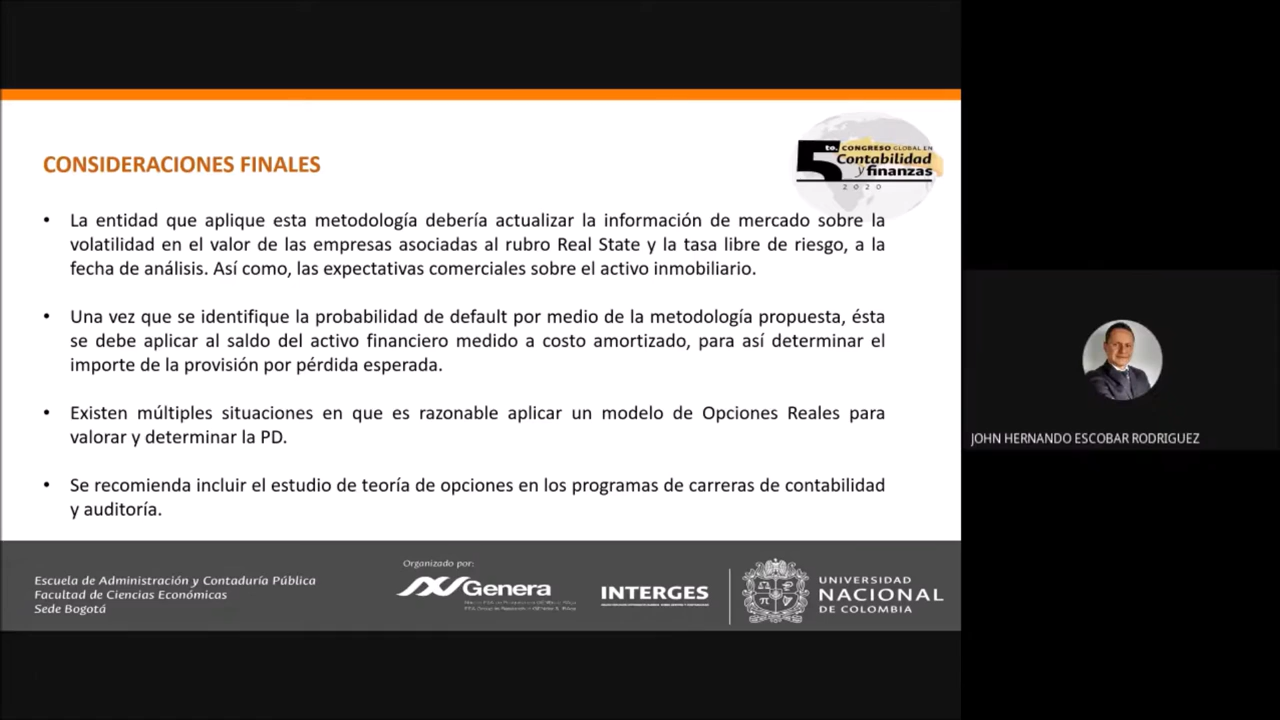 CONSIDERACIONES FINALES
5to. CONGRESO GLOBAL EN
Contabilidad
y finanzas
2020
• La entidad que aplique esta metodología debería actualizar la información de mercado sobre la
volatilidad en el valor de las empresas asociadas al rubro Real State y la tasa libre de riesgo, a la
fecha de análisis. Así como, las expectativas comerciales sobre el activo inmobiliario.
• Una vez que se identifique la probabilidad de default por medio de la metodología propuesta, ésta
se debe aplicar al saldo del activo financiero medido a costo amortizado, para así determinar el
importe de la provisión por pérdida esperada.
• Existen múltiples situaciones en que es razonable aplicar un modelo de Opciones Reales para
valorar y determinar la PD.
• Se recomienda incluir el estudio de teoría de opciones en los programas de carreras de contabilidad
y auditoría.
JOHN HERNANDO ESCOBAR RODRIGUEZ
Escuela de Administración y Contaduría Pública
Facultad de Ciencias Económicas
Sede Bogotá
Organizado por:
Genera
INTERGES
UNIVERSIDAD
NACIONAL
DE COLOMBIA